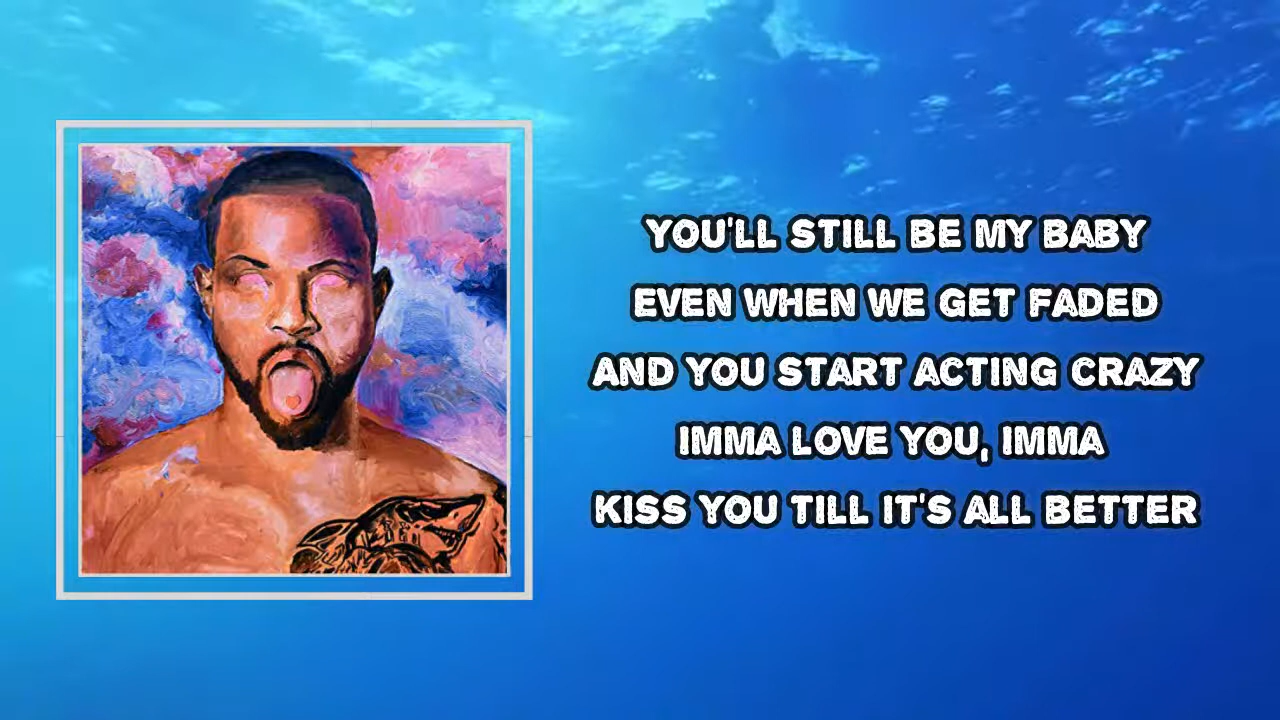 YOU'LL STILL BE MY BABY
EVEN WHEN WE GET FADED
AND YOU START ACTING CRAZY
IMMA LOVE YOU, IMMA
KISS YOU TILL IT'S ALL BETTER